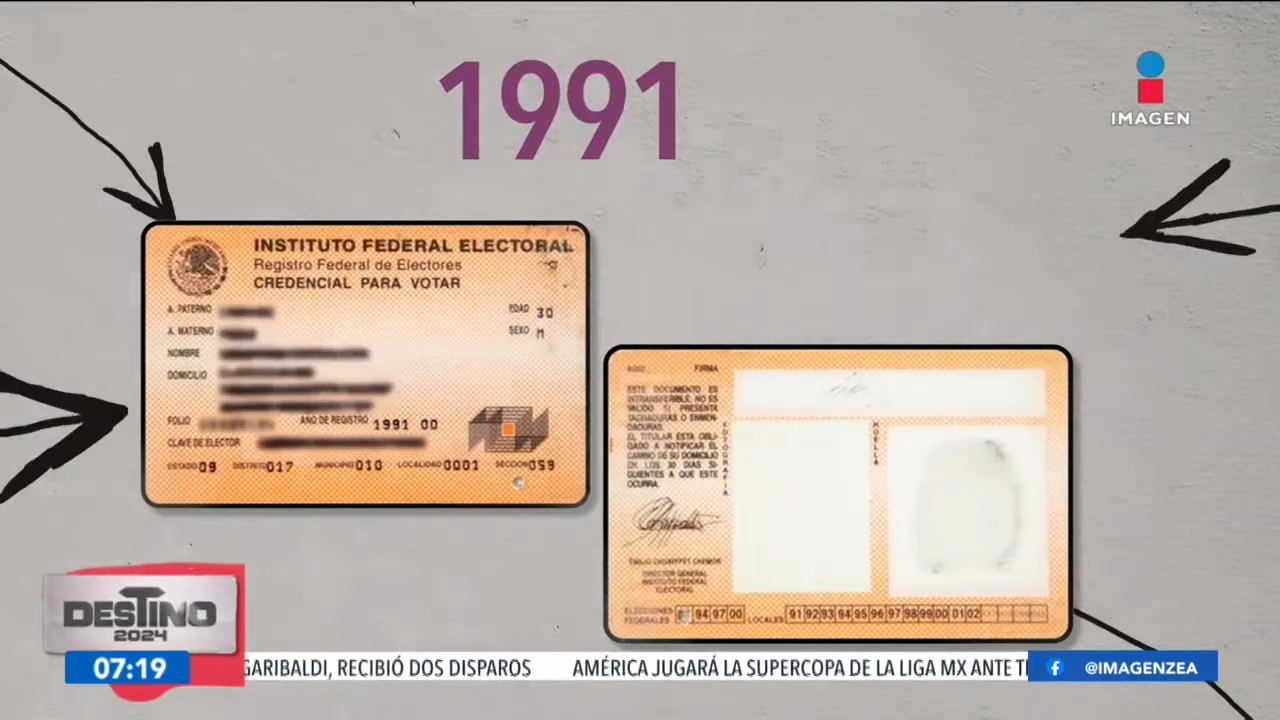 1991
IMAGEN
INSTITUTO FEDERAL ELECTORAL
Registro Federal de Electores
CREDENCIAL PARA VOTAR
A. PATERNO
EDAD 30
A. MATERNO
SEXO M
NOMBRE
DOMICILIO
FOLIO
AÑO DE REGISTRO 1991 00
CLAVE DE ELECTOR
ESTADO 09 DISTRITO 017 MUNICIPIO 010 LOCALIDAD 0001 SECCION 059
FIRMA
ESTE DOCUMENTO ES
INTRANSFERIBLE, NO ES
VALIDO SI PRESENTA
TACHADURAS O ENMEN-
DADURAS.
EL TITULAR ESTA OBLI-
GADO A NOTIFICAR EL
CAMBIO DE SU DOMICILIO
EN LOS 30 DIAS SI-
GUIENTES A QUE ESTE
OCURRA.
FOTOGRAFIA
HUELLA
EMILIO CHUAYFFET CHEMOR
DIRECTOR GENERAL
INSTITUTO FEDERAL
ELECTORAL
ELECCIONES
FEDERALES
94 97 00
LOCALES
91 92 93 94 95 96 97 98 99 00 01 02
DESTINO
2024
07:19
GARIBALDI, RECIBIÓ DOS DISPAROS AMÉRICA JUGARÁ LA SUPERCOPA DE LA LIGA MX ANTE
@IMAGENZEA